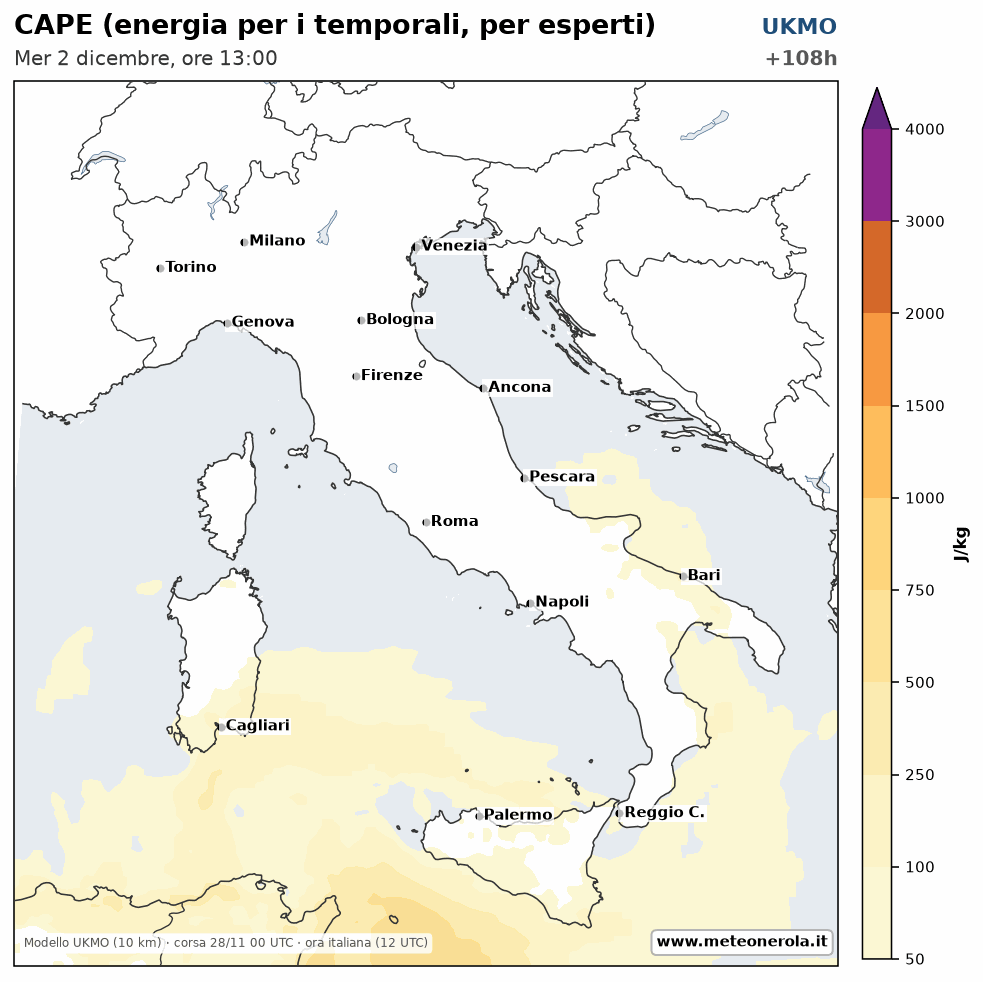 CAPE (energia per i temporali, per esperti)
UKMO
Mer 2 dicembre, ore 13:00
+108h
Milano
Venezia
Torino
Genova
Bologna
Firenze
Ancona
Pescara
Roma
Bari
Napoli
Cagliari
Palermo
Reggio C.
4000
3000
2000
1500
1000
750
500
250
100
50
J/kg
Modello UKMO (10 km) · corsa 28/11 00 UTC · ora italiana (12 UTC)
www.meteonerola.it